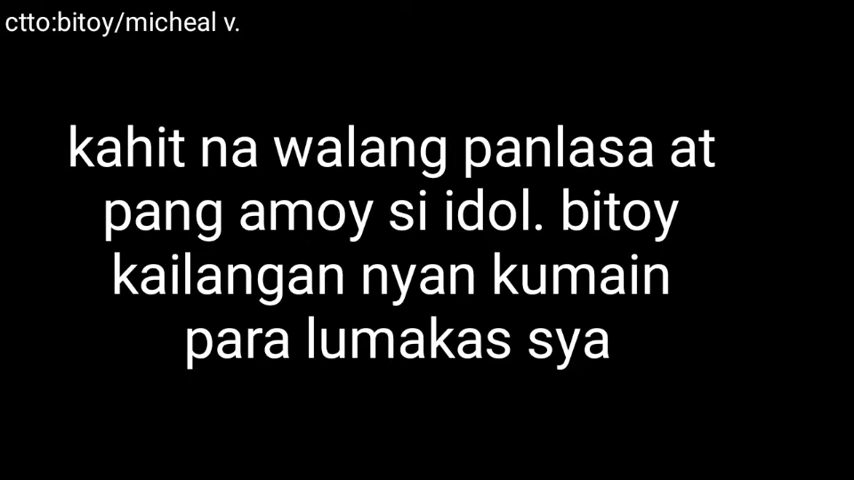 ctto:bitoy/micheal v.
kahit na walang panlasa at
pang amoy si idol. bitoy
kailangan nyan kumain
para lumakas sya